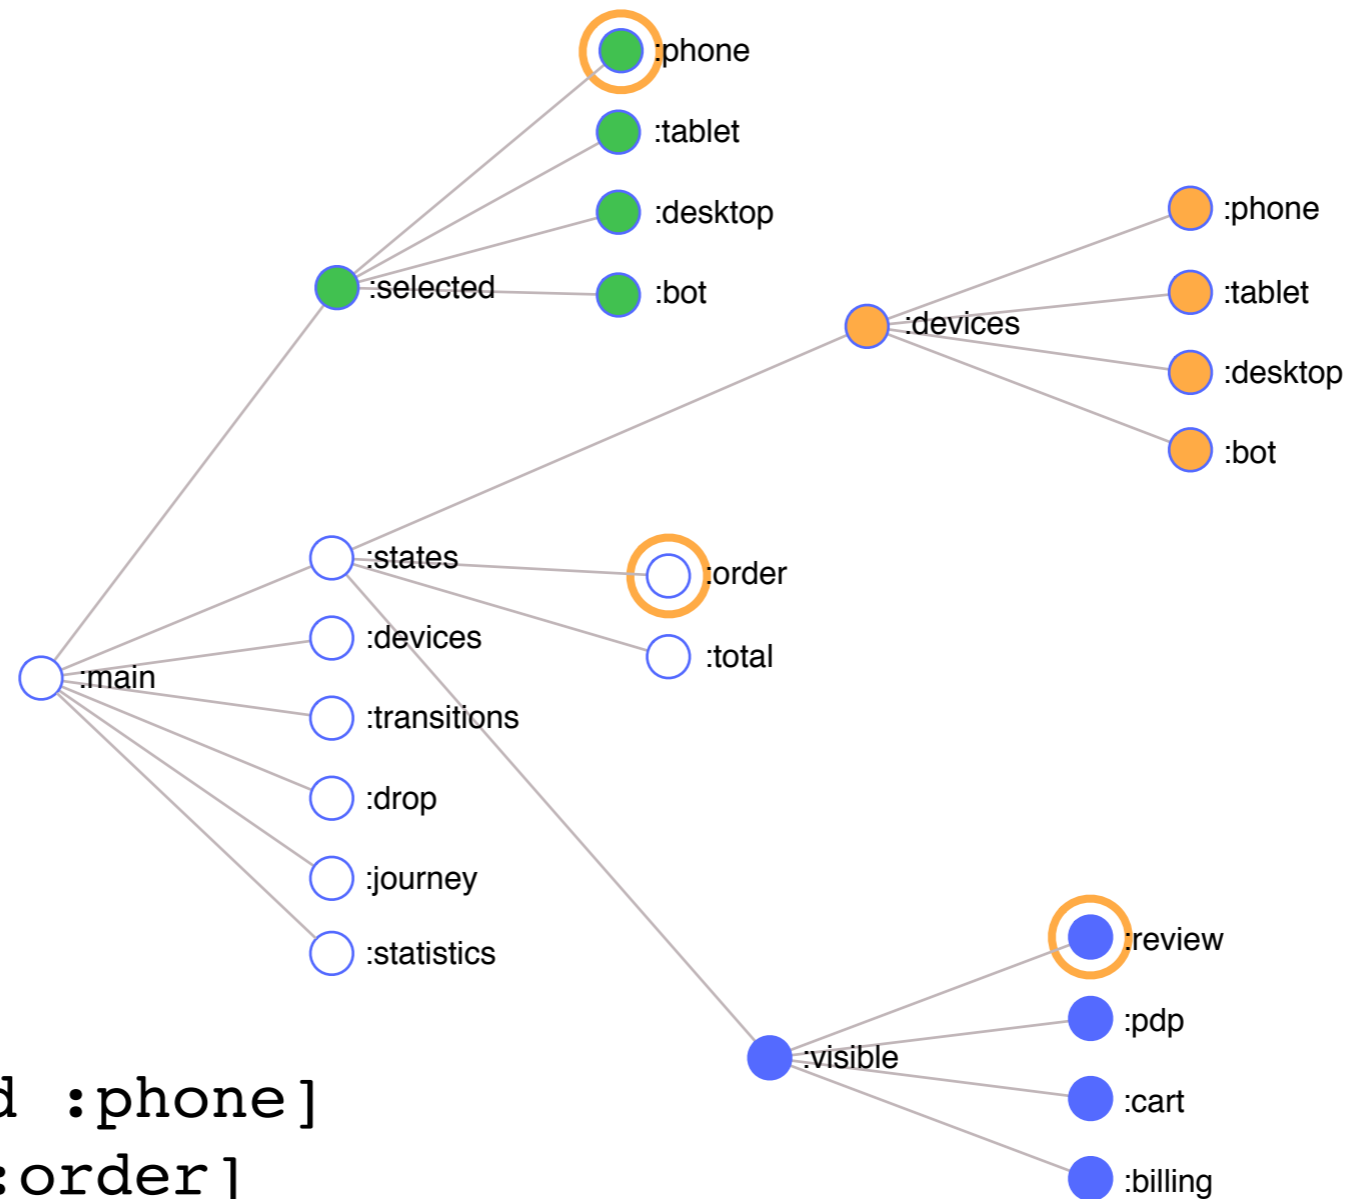 :phone
:tablet
:desktop
:bot
:selected
:phone
:tablet
:desktop
:bot
:devices
:states
:order
:total
:devices
:main
:transitions
:drop
:journey
:statistics
:review
:pdp
:visible
:cart
:billing
:phone]
:order]